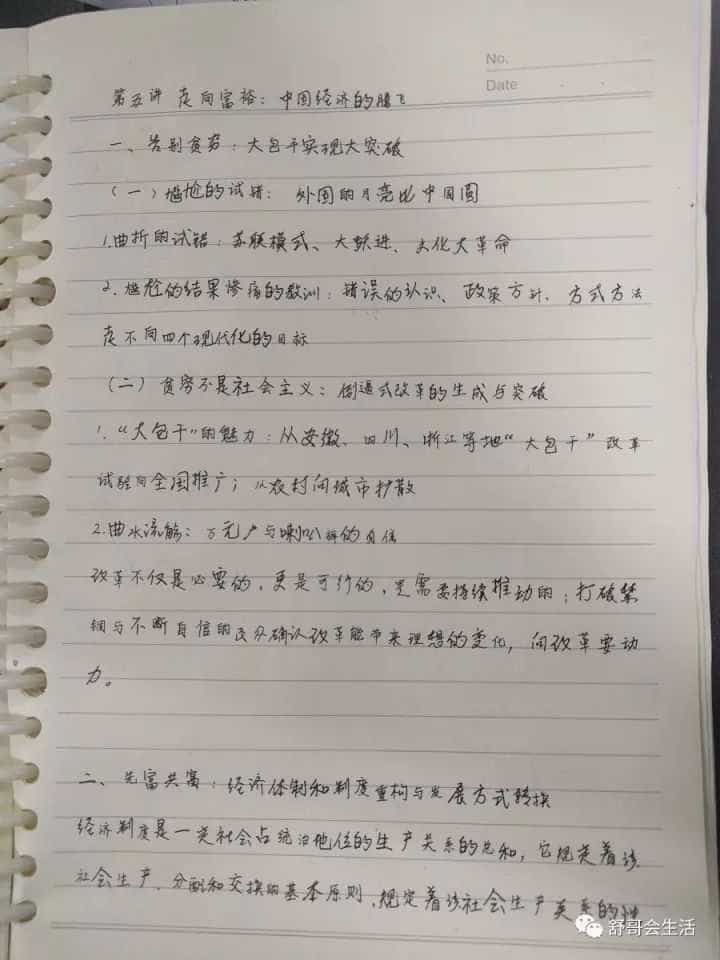 No.
Date
第五讲 走向富裕：中国经济的腾飞
一、告别贫穷：大包干实现大突破
（一）尴尬的试错：外国的月亮比中国圆
1.曲折的试错：苏联模式、大跃进、文化大革命
2.尴尬的结果惨痛的教训：错误的认识、政策方针、方式方法
走不向四个现代化的目标
（二）贫穷不是社会主义：倒逼式改革的生成与突破
1.“大包干”的魅力：从安徽、四川、浙江等地“大包干”改革
试验向全国推广；从农村向城市扩散
2.曲水流觞：万元户与喇叭裤的自信
改革不仅是必要的，更是可行的，是需要持续推动的；打破禁
锢与不断自信的民众确认改革能带来理想的变化，向改革要动
力。
二、先富共富：经济体制和制度重构与发展方式转换
经济制度是一类社会占统治地位的生产关系的总和，它规定着该
社会生产、分配和交换的基本原则，规定着该社会生产关系的性
舒哥会生活